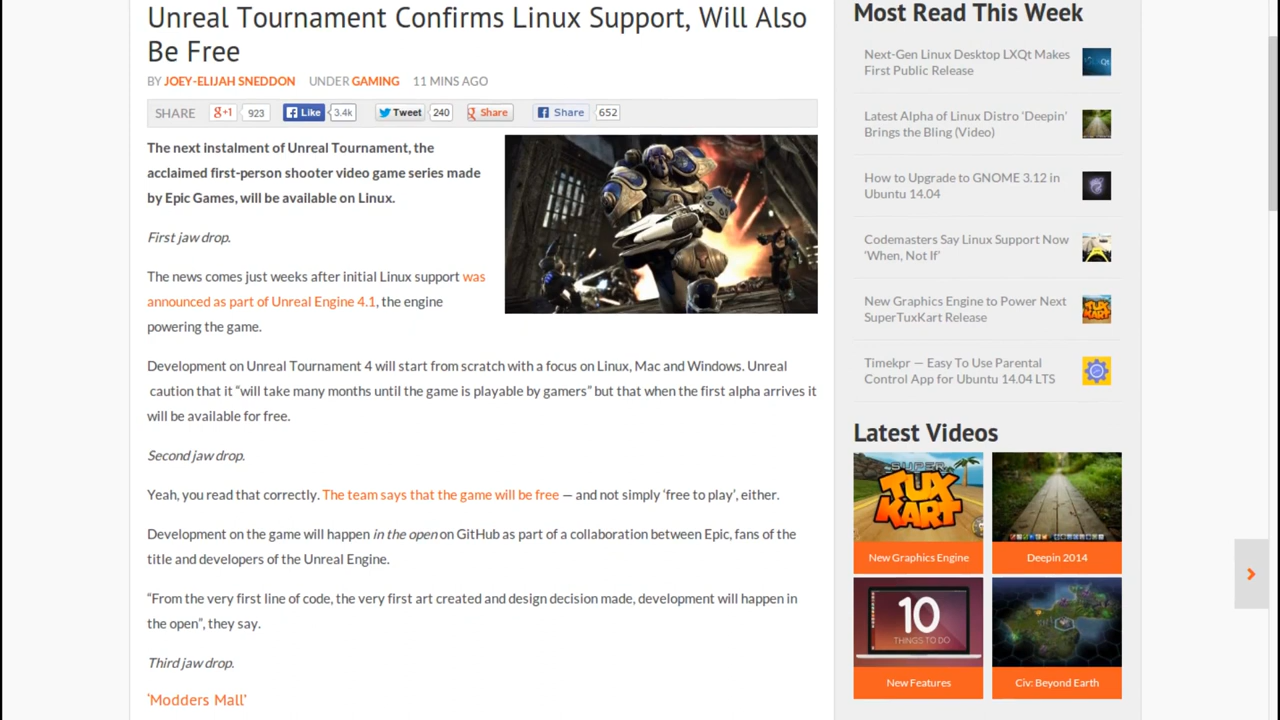 Unreal Tournament Confirms Linux Support, Will Also
Be Free
BY JOEY-ELIJAH SNEDDON UNDER GAMING 11 MINS AGO
SHARE +1 923 Like 3.4k Tweet 240 Share Share 652
The next instalment of Unreal Tournament, the
acclaimed first-person shooter video game series made
by Epic Games, will be available on Linux.
First jaw drop.
The news comes just weeks after initial Linux support was
announced as part of Unreal Engine 4.1, the engine
powering the game.
Development on Unreal Tournament 4 will start from scratch with a focus on Linux, Mac and Windows. Unreal
caution that it “will take many months until the game is playable by gamers” but that when the first alpha arrives it
will be available for free.
Second jaw drop.
Yeah, you read that correctly. The team says that the game will be free — and not simply ‘free to play’, either.
Development on the game will happen in the open on GitHub as part of a collaboration between Epic, fans of the
title and developers of the Unreal Engine.
“From the very first line of code, the very first art created and design decision made, development will happen in
the open”, they say.
Third jaw drop.
‘Modders Mall’
Most Read This Week
Next-Gen Linux Desktop LXQt Makes
First Public Release
Latest Alpha of Linux Distro ‘Deepin’
Brings the Bling (Video)
How to Upgrade to GNOME 3.12 in
Ubuntu 14.04
Codemasters Say Linux Support Now
‘When, Not If’
New Graphics Engine to Power Next
SuperTuxKart Release
Timekpr — Easy To Use Parental
Control App for Ubuntu 14.04 LTS
Latest Videos
SUPER
TUX
KART
New Graphics Engine
Deepin 2014
10
THINGS TO DO
New Features
Civ: Beyond Earth